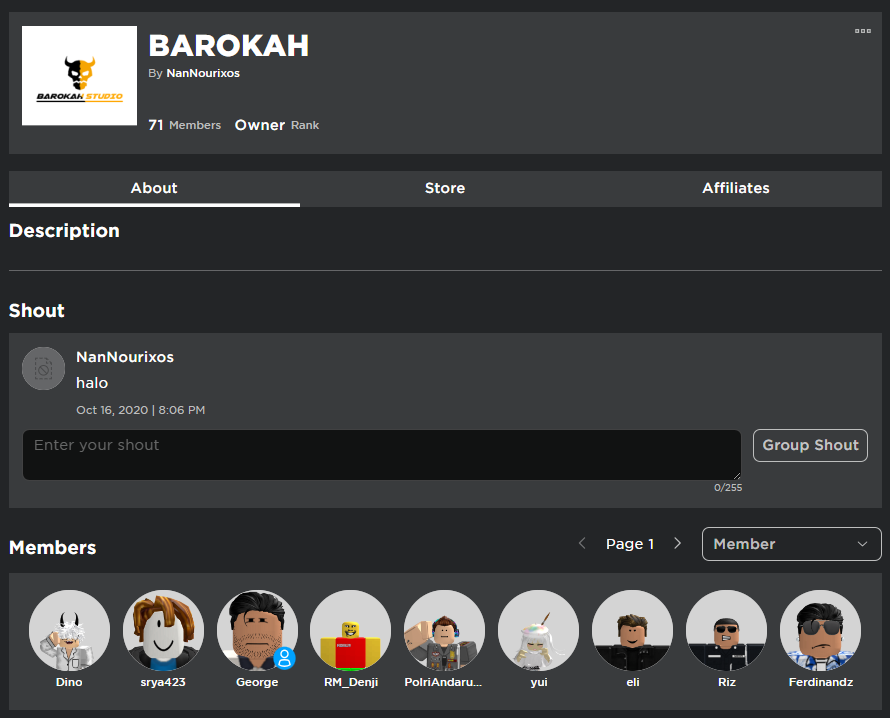 BAROKAH
By NanNourixos
BAROKAH STUDIO
71 Members Owner Rank
About Store Affiliates
Description
Shout
NanNourixos
halo
Oct 16, 2020 | 8:06 PM
Enter your shout
Group Shout
0/255
Members
Page 1
Member
Dino srya423 George RM_Denji PolriAndaru... yui eli Riz Ferdinandz